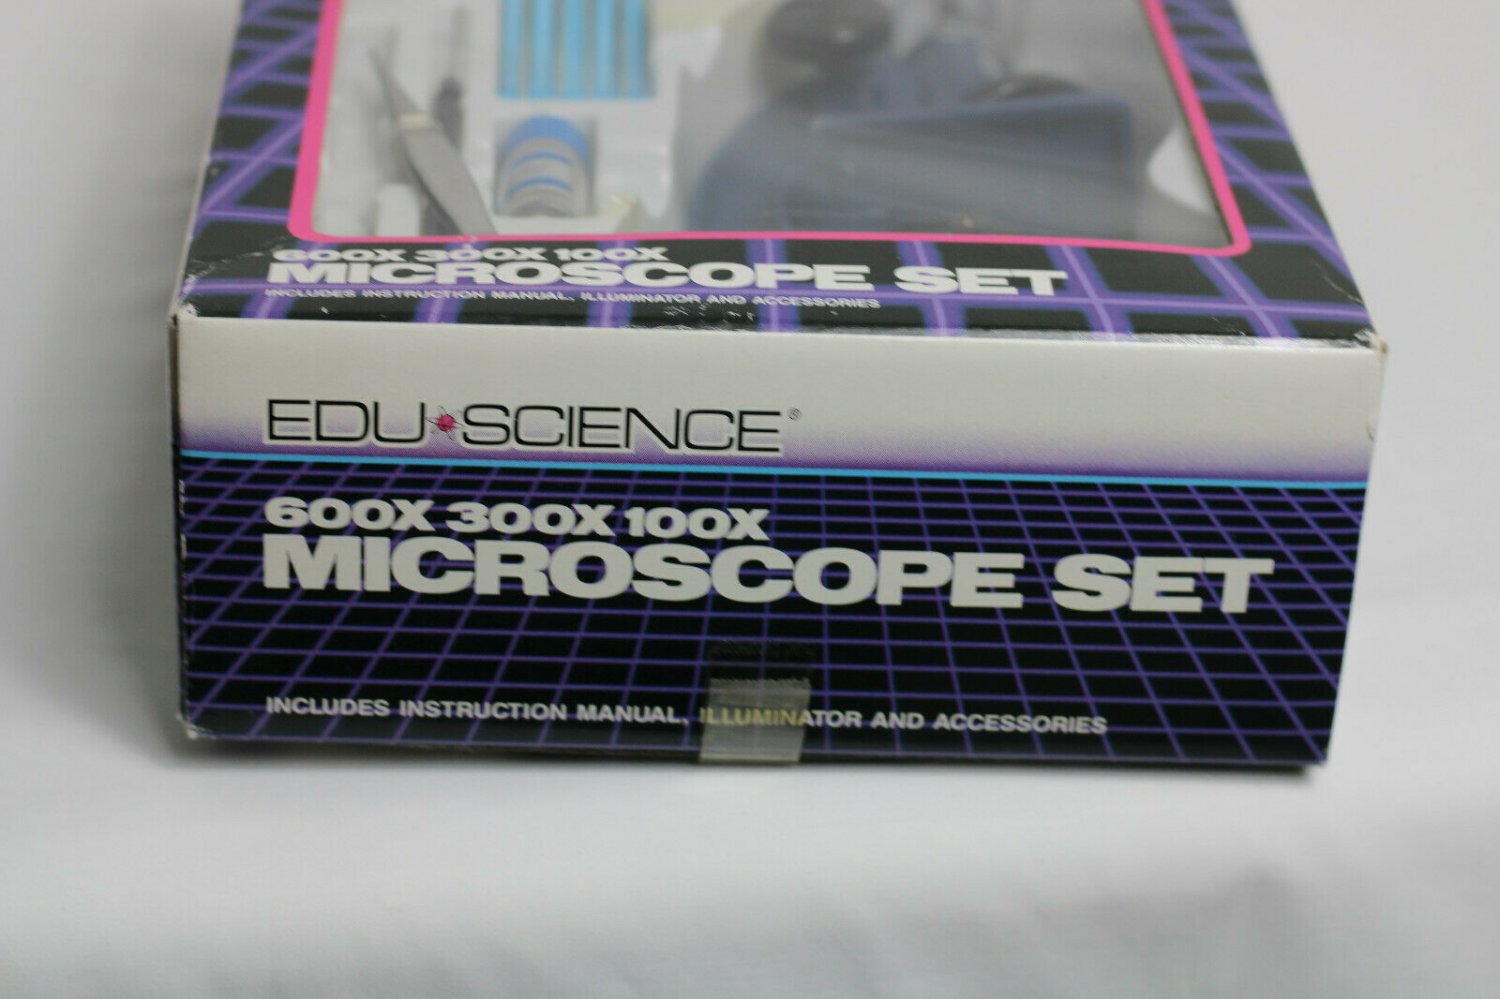 600X 300X 100X
MICROSCOPE SET
INCLUDES INSTRUCTION MANUAL, ILLUMINATOR AND ACCESSORIES
EDU SCIENCE®
600X 300X 100X
MICROSCOPE SET
INCLUDES INSTRUCTION MANUAL, ILLUMINATOR AND ACCESSORIES